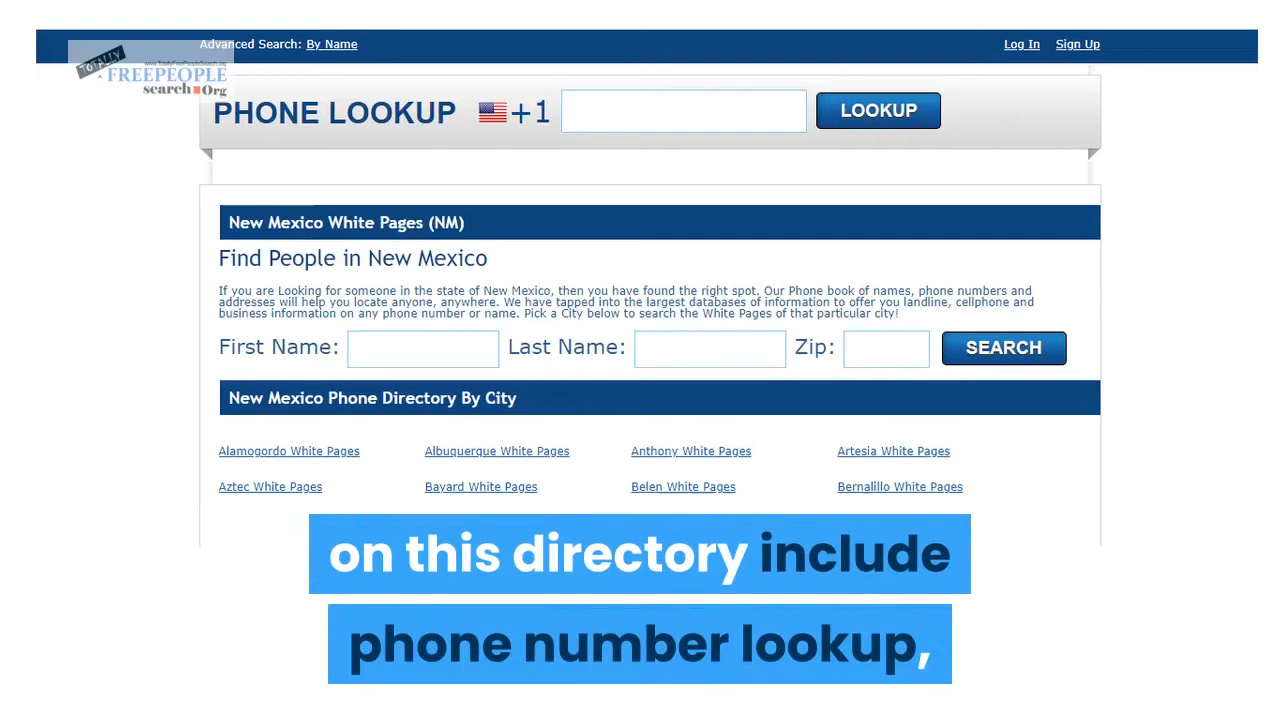 Advanced Search: By Name
Log In Sign Up
TOTALLY
www.TotallyFreePeopleSearch.org
FREEPEOPLE
search Org
PHONE LOOKUP +1 LOOKUP
New Mexico White Pages (NM)
Find People in New Mexico
If you are Looking for someone in the state of New Mexico, then you have found the right spot. Our Phone book of names, phone numbers and
addresses will help you locate anyone, anywhere. We have tapped into the largest databases of information to offer you landline, cellphone and
business information on any phone number or name. Pick a City below to search the White Pages of that particular city!
First Name: Last Name: Zip: SEARCH
New Mexico Phone Directory By City
Alamogordo White Pages Albuquerque White Pages Anthony White Pages Artesia White Pages
Aztec White Pages Bayard White Pages Belen White Pages Bernalillo White Pages
on this directory include
phone number lookup,